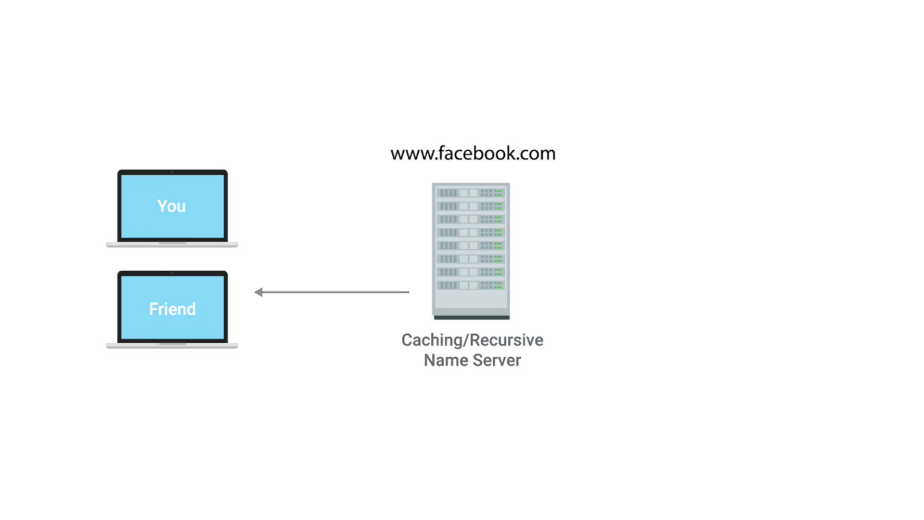 www.facebook.com
You
Friend
Caching/Recursive
Name Server